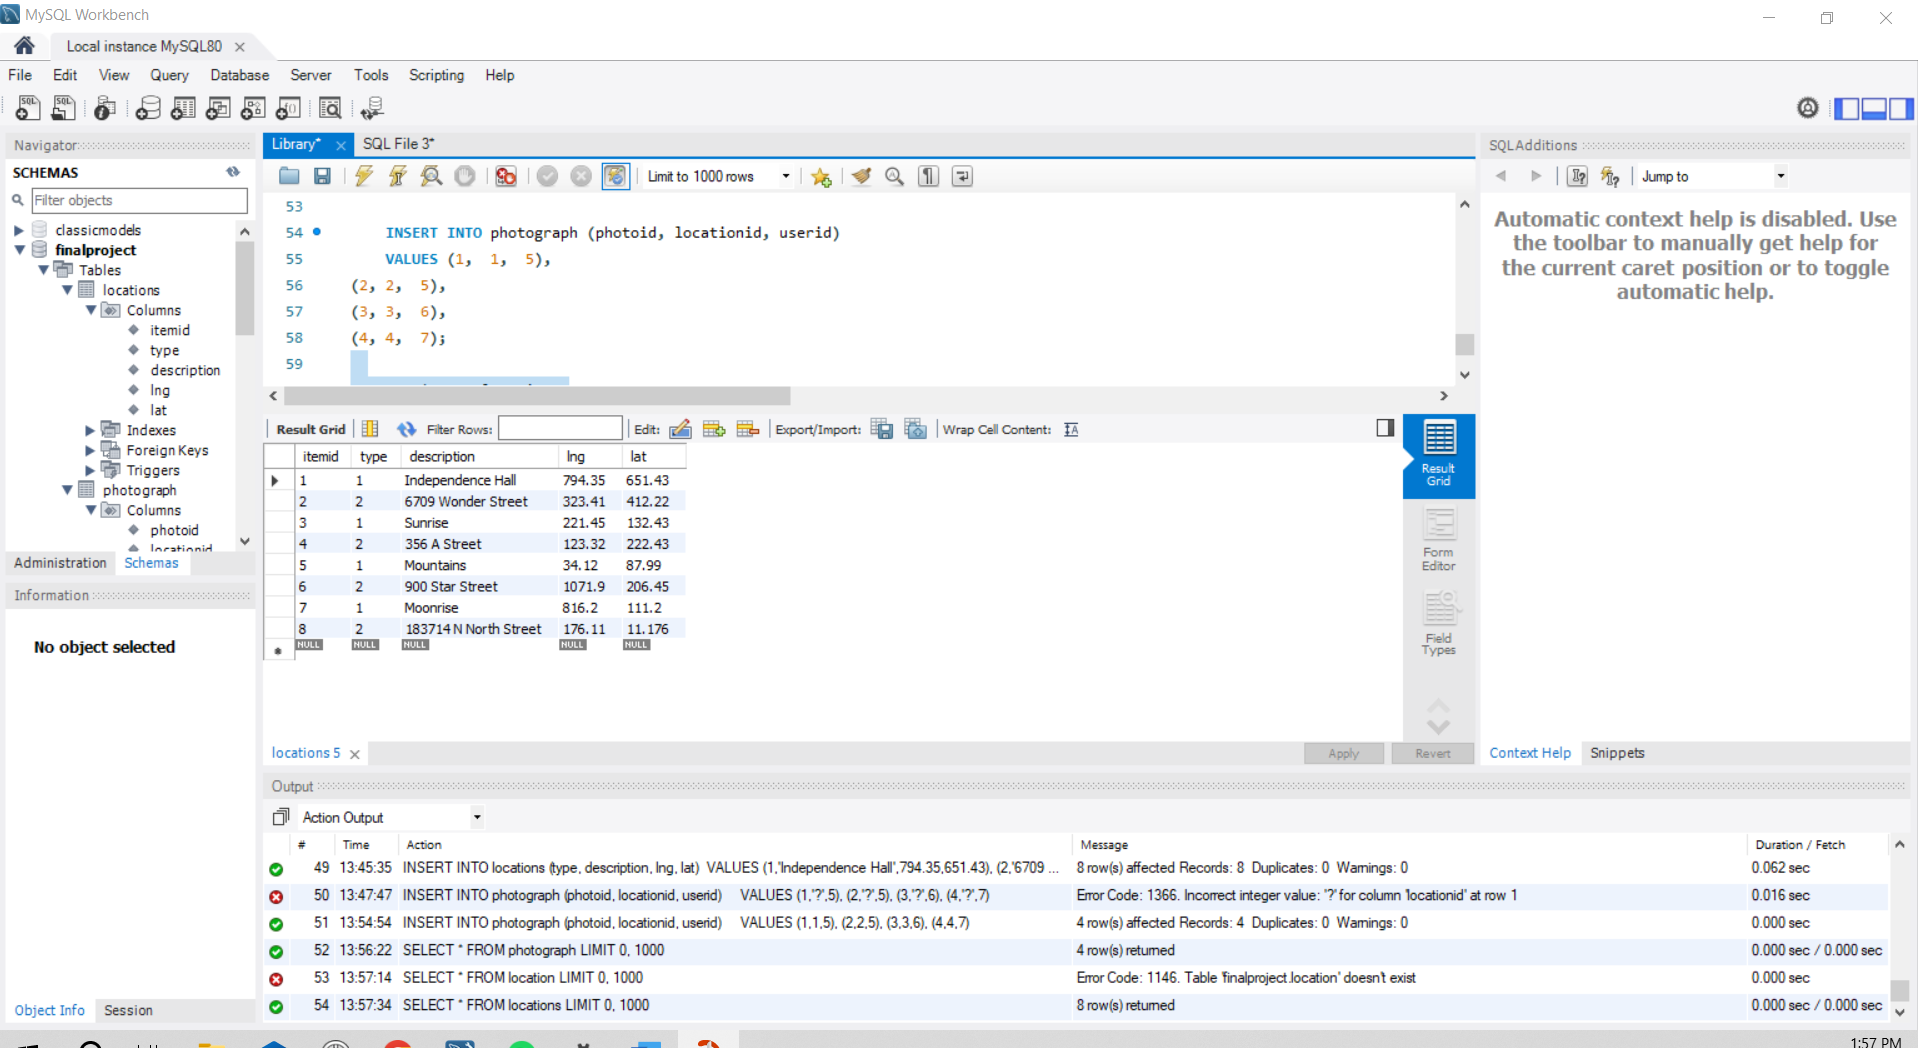 MySQL Workbench
Local instance MySQL80
File Edit View Query Database Server Tools Scripting Help
Navigator
SCHEMAS
Filter objects
classicmodels
finalproject
Tables
locations
Columns
itemid
type
description
lng
lat
Indexes
Foreign Keys
Triggers
photograph
Columns
photoid
locationid
Administration Schemas
Information
No object selected
Object Info Session
Library* SQL File 3*
Limit to 1000 rows
53
54 INSERT INTO photograph (photoid, locationid, userid)
55 VALUES (1, 1, 5),
56 (2, 2, 5),
57 (3, 3, 6),
58 (4, 4, 7);
59
Result Grid Filter Rows: Edit: Export/Import: Wrap Cell Content:
itemid type description lng lat
1 1 Independence Hall 794.35 651.43
2 2 6709 Wonder Street 323.41 412.22
3 1 Sunrise 221.45 132.43
4 2 356 A Street 123.32 222.43
5 1 Mountains 34.12 87.99
6 2 900 Star Street 1071.9 206.45
7 1 Moonrise 816.2 111.2
8 2 183714 N North Street 176.11 11.176
NULL NULL NULL NULL NULL
Result
Grid
Form
Editor
Field
Types
locations 5
Apply Revert
SQLAdditions
Jump to
Automatic context help is disabled. Use
the toolbar to manually get help for
the current caret position or to toggle
automatic help.
Context Help Snippets
Output
Action Output
# Time Action Message Duration / Fetch
49 13:45:35 INSERT INTO locations (type, description, lng, lat) VALUES (1,'Independence Hall',794.35,651.43), (2,'6709 ... 8 row(s) affected Records: 8 Duplicates: 0 Warnings: 0 0.062 sec
50 13:47:47 INSERT INTO photograph (photoid, locationid, userid) VALUES (1,'?',5), (2,'?',5), (3,'?',6), (4,'?',7) Error Code: 1366. Incorrect integer value: '?' for column 'locationid' at row 1 0.016 sec
51 13:54:54 INSERT INTO photograph (photoid, locationid, userid) VALUES (1,1,5), (2,2,5), (3,3,6), (4,4,7) 4 row(s) affected Records: 4 Duplicates: 0 Warnings: 0 0.000 sec
52 13:56:22 SELECT * FROM photograph LIMIT 0, 1000 4 row(s) returned 0.000 sec / 0.000 sec
53 13:57:14 SELECT * FROM location LIMIT 0, 1000 Error Code: 1146. Table 'finalproject.location' doesn't exist 0.000 sec
54 13:57:34 SELECT * FROM locations LIMIT 0, 1000 8 row(s) returned 0.000 sec / 0.000 sec
1:57 PM